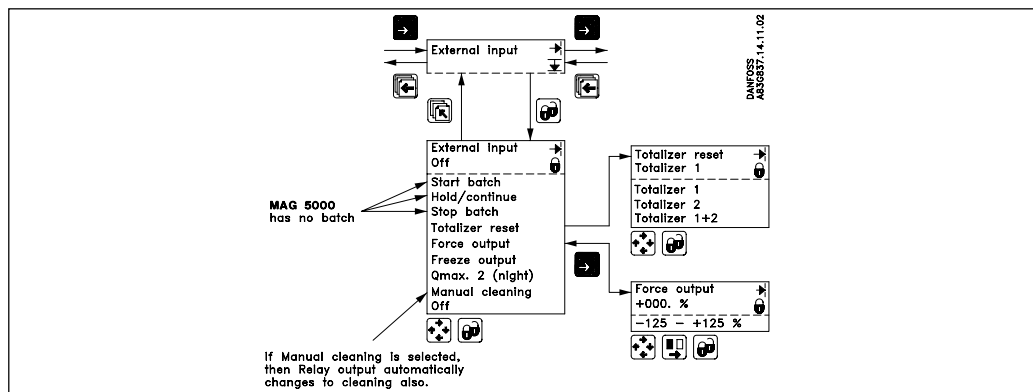 External input
DANFOSS
A83G837.14.11.02
External input
Off
Start batch
Hold/continue
Stop batch
Totalizer reset
Force output
Freeze output
Qmax. 2 (night)
Manual cleaning
Off
MAG 5000
has no batch
Totalizer reset
Totalizer 1
Totalizer 1
Totalizer 2
Totalizer 1+2
Force output
+000. %
-125 - +125 %
If Manual cleaning is selected,
then Relay output automatically
changes to cleaning also.